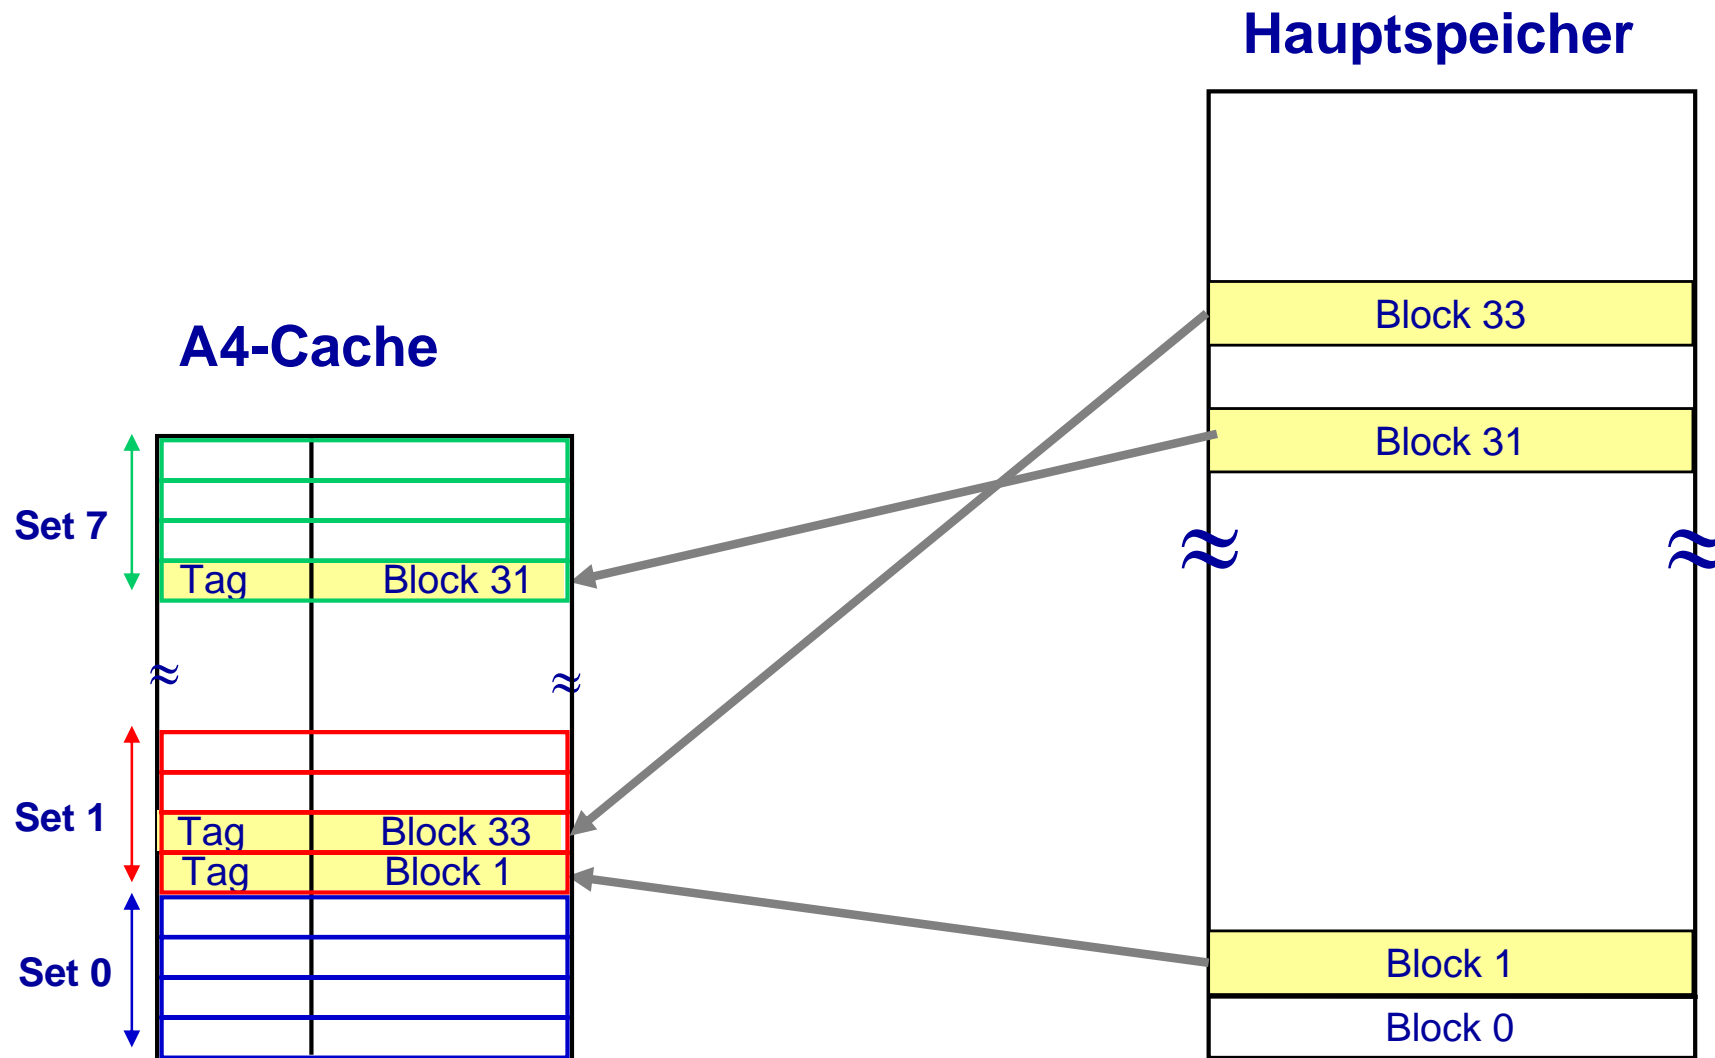 Hauptspeicher
Block 33
A4-Cache
Block 31
Set 7
Tag Block 31
≈ ≈
≈ ≈
Set 1
Tag Block 33
Tag Block 1
Set 0
Block 1
Block 0